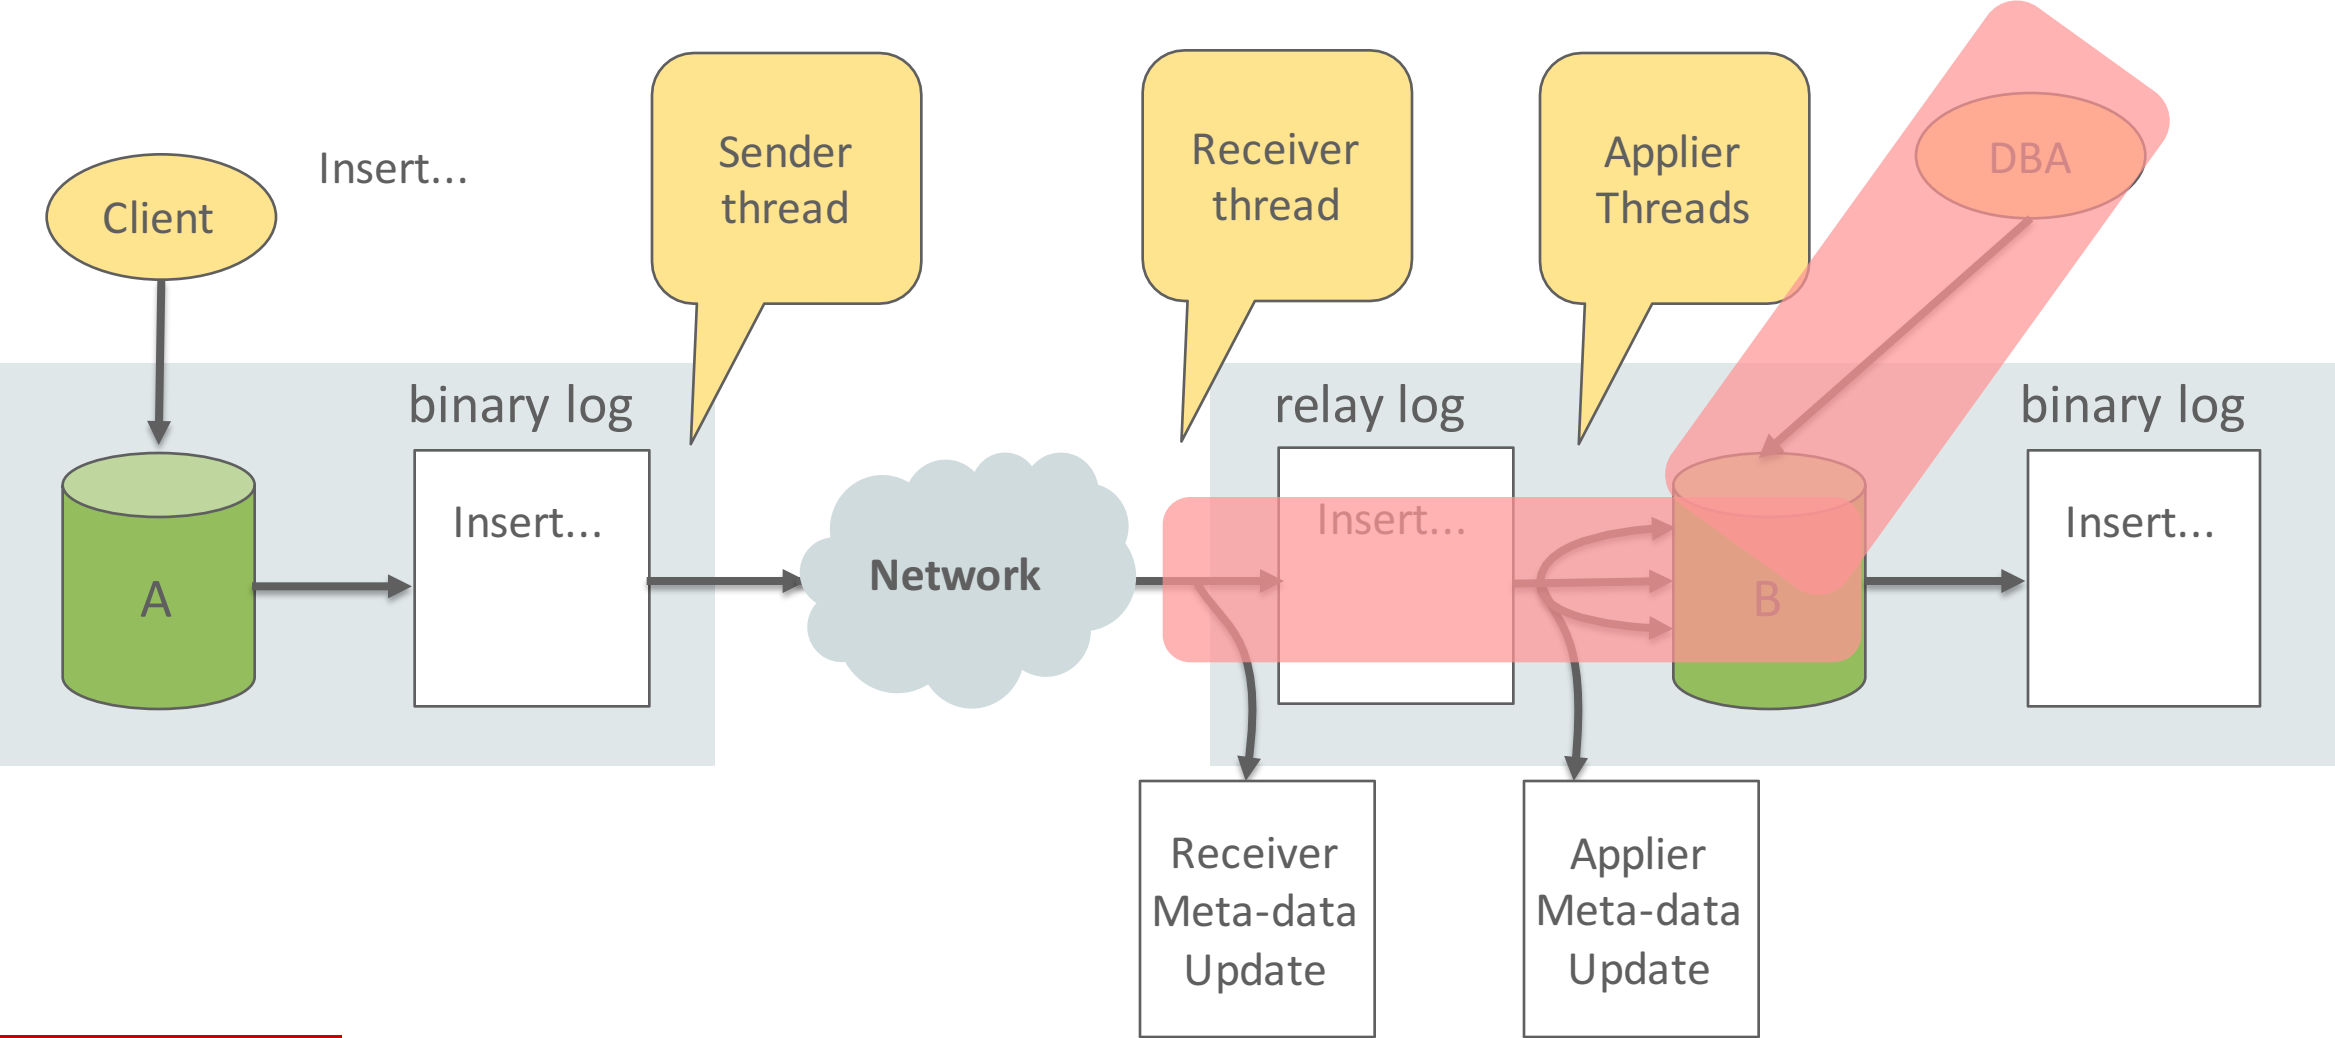 Client
Insert...
Sender
thread
Receiver
thread
Applier
Threads
DBA
binary log
relay log
binary log
A
Insert...
Network
Insert...
B
Insert...
Receiver
Meta-data
Update
Applier
Meta-data
Update